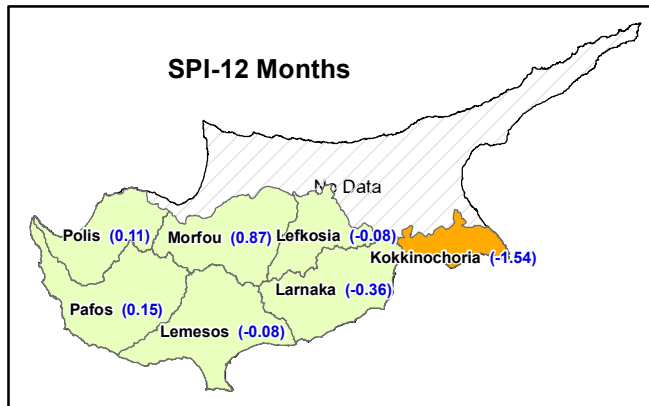 SPI-12 Months
No Data
Polis (0.11)
Morfou (0.87)
Lefkosia (-0.08)
Kokkinochoria (-1.54)
Larnaka (-0.36)
Pafos (0.15)
Lemesos (-0.08)